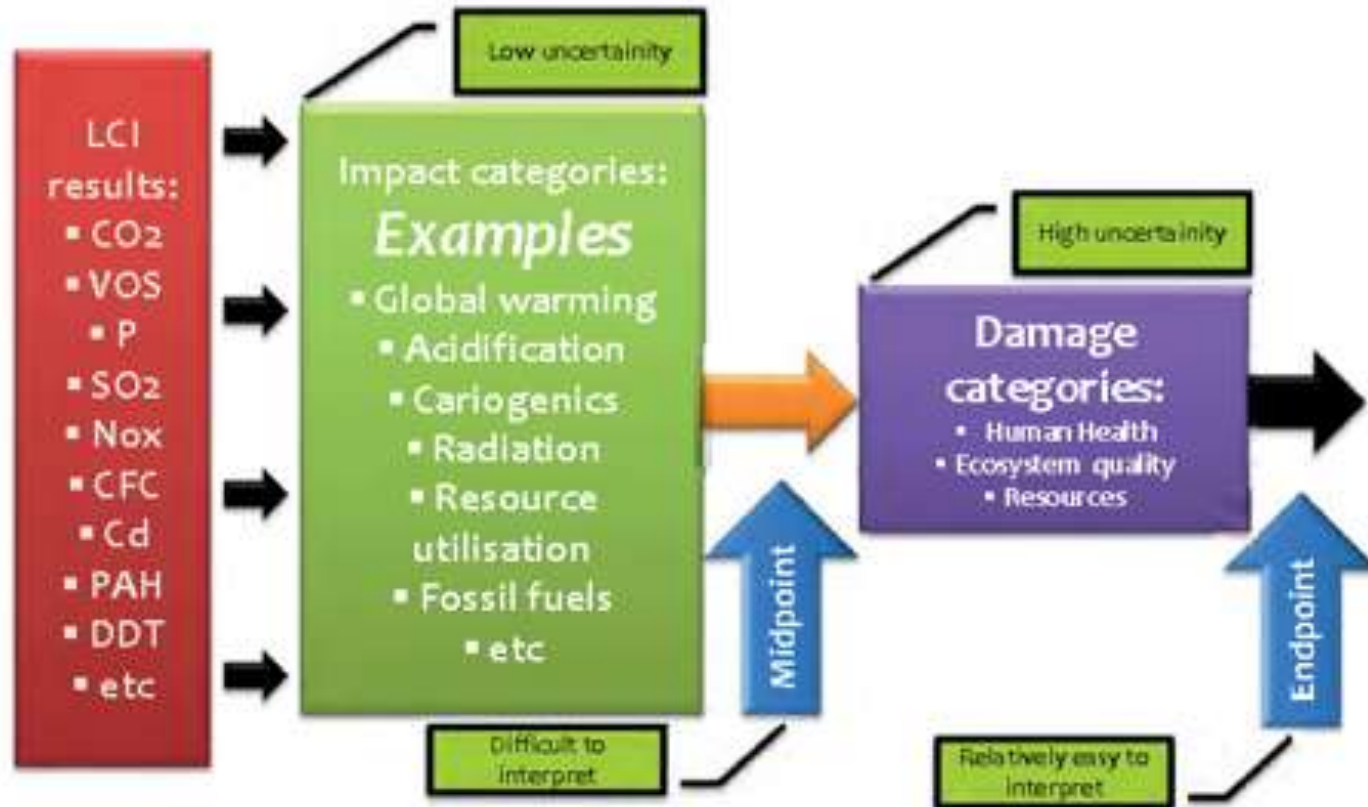 Low uncertainity
LCI
results:
▪ CO2
▪ VOS
▪ P
▪ SO2
▪ Nox
▪ CFC
▪ Cd
▪ PAH
▪ DDT
▪ etc
Impact categories:
Examples
▪ Global warming
▪ Acidification
▪ Cariogenics
▪ Radiation
▪ Resource
utilisation
▪ Fossil fuels
▪ etc
Difficult to
interpret
Midpoint
High uncertainity
Damage
categories:
▪ Human Health
▪ Ecosystem quality
▪ Resources
Relatively easy to
interpret
Endpoint